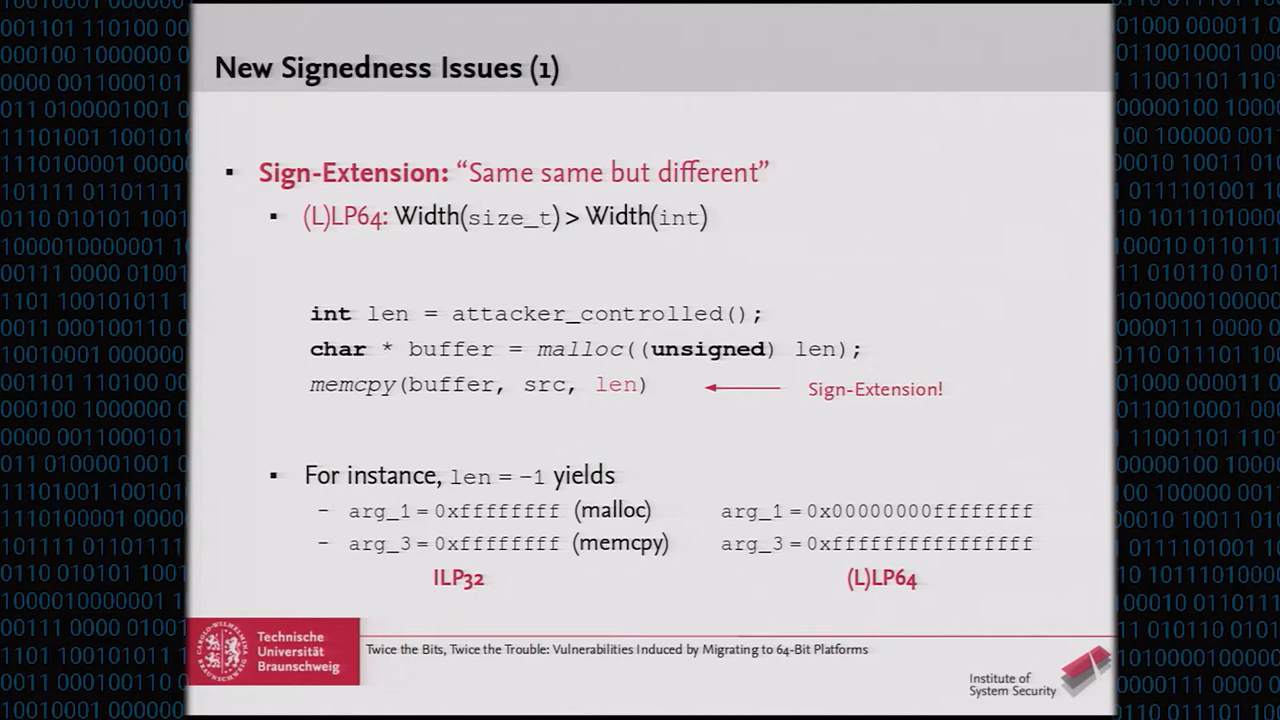 New Signedness Issues (1)
▪ Sign-Extension: “Same same but different”
▪ (L)LP64: Width(size_t) > Width(int)
int len = attacker_controlled();
char * buffer = malloc((unsigned) len);
memcpy(buffer, src, len)
Sign-Extension!
▪ For instance, len = -1 yields
- arg_1 = 0xffffffff (malloc) arg_1 = 0x00000000ffffffff
- arg_3 = 0xffffffff (memcpy) arg_3 = 0xffffffffffffffff
ILP32 (L)LP64
Technische
Universität
Braunschweig
Twice the Bits, Twice the Trouble: Vulnerabilities Induced by Migrating to 64-Bit Platforms
Institute of
System Security